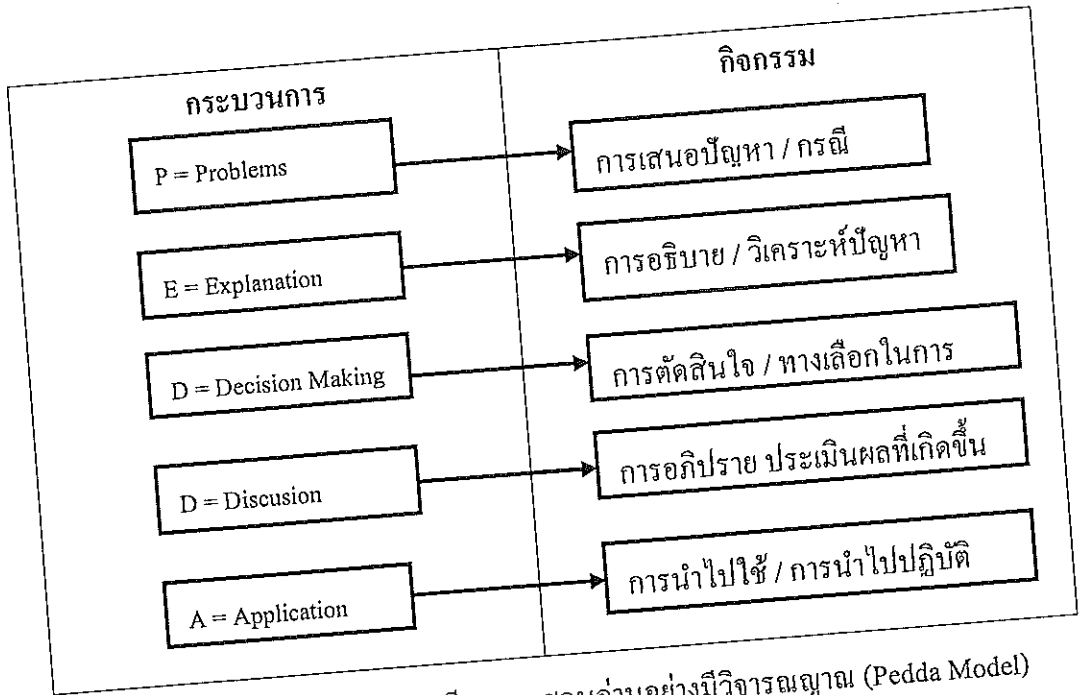 กระบวนการ
กิจกรรม
P = Problems
การเสนอปัญหา / กรณี
E = Explanation
การอธิบาย / วิเคราะห์ปัญหา
D = Decision Making
การตัดสินใจ / ทางเลือกในการ
D = Discusion
การอภิปราย ประเมินผลที่เกิดขึ้น
A = Application
การนำไปใช้ / การนำไปปฏิบัติ
อ่านอย่างมีวิจารณญาณ (Pedda Model)